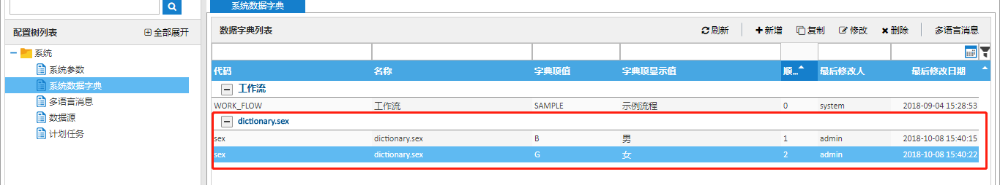 系统数据字典
配置树列表 全部展开
数据字典列表 刷新 新增 复制 修改 删除 多语言消息
系统
系统参数
系统数据字典
多语言消息
数据源
计划任务
代码 名称 字典项值 字典项显示值 顺... 最后修改人 最后修改日期
工作流
WORK_FLOW 工作流 SAMPLE 示例流程 0 system 2018-09-04 15:28:53
dictionary.sex
sex dictionary.sex B 男 1 admin 2018-10-08 15:40:15
sex dictionary.sex G 女 2 admin 2018-10-08 15:40:22